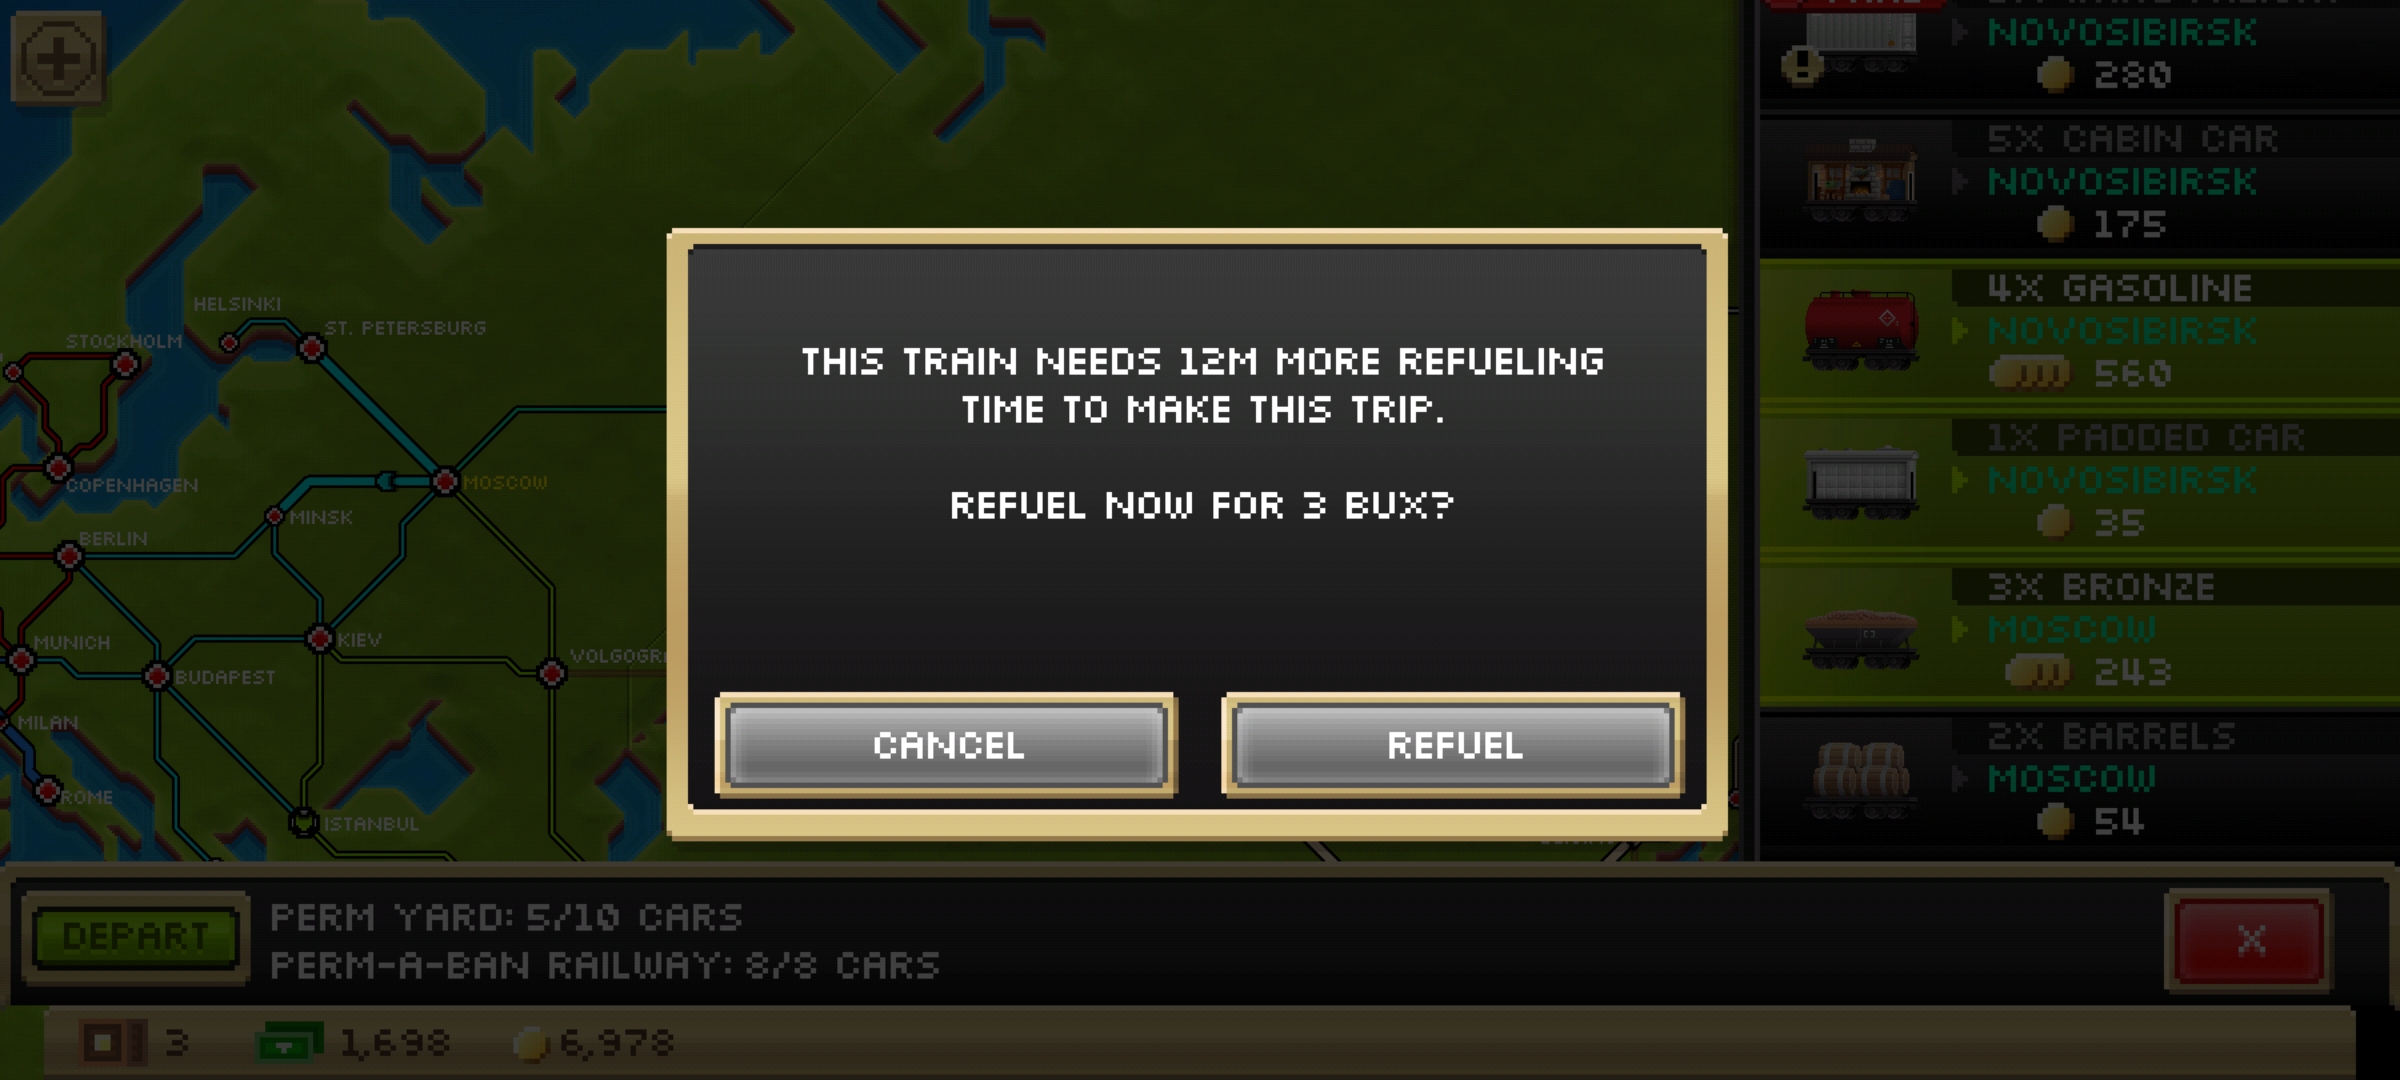 NOVOSIBIRSK
280
5X CABIN CAR
NOVOSIBIRSK
175
4X GASOLINE
NOVOSIBIRSK
560
1X PADDED CAR
NOVOSIBIRSK
35
3X BRONZE
MOSCOW
243
2X BARRELS
MOSCOW
54
HELSINKI
ST. PETERSBURG
STOCKHOLM
MOSCOW
COPENHAGEN
MINSK
BERLIN
KIEV
MUNICH
VOLGOGR
BUDAPEST
MILAN
ROME
ISTANBUL
THIS TRAIN NEEDS 12M MORE REFUELING
TIME TO MAKE THIS TRIP.
REFUEL NOW FOR 3 BUX?
CANCEL
REFUEL
DEPART
PERM YARD: 5/10 CARS
PERM-A-BAN RAILWAY: 8/8 CARS
X
3
1,698
6,978